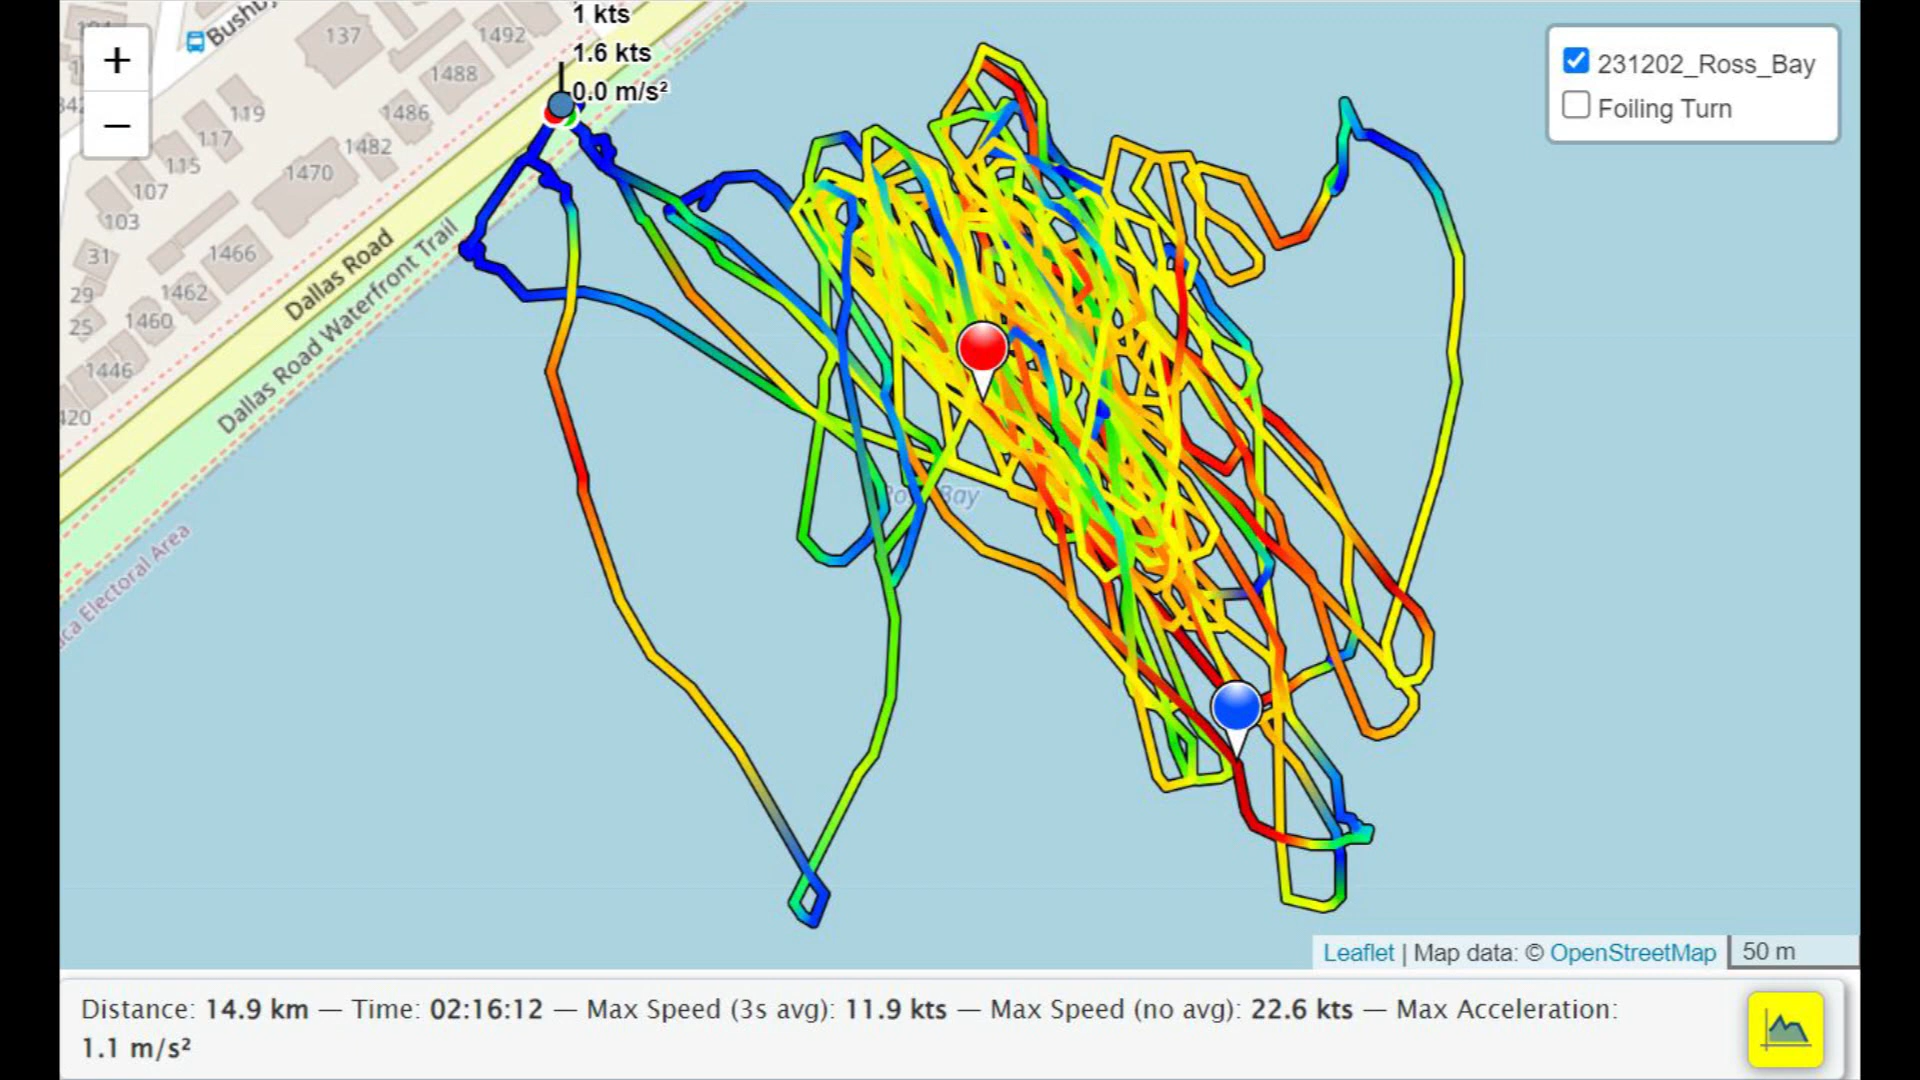 1 kts
1.6 kts
0.0 m/s²
+
−
Bushby
137
1492
1488
119
1486
117
1482
115
1470
107
103
1466
31
1462
29
1460
25
1446
420
Dallas Road
Dallas Road Waterfront Trail
Electoral Area
Bay
231202_Ross_Bay
Foiling Turn
Leaflet | Map data: © OpenStreetMap
50 m
Distance: 14.9 km — Time: 02:16:12 — Max Speed (3s avg): 11.9 kts — Max Speed (no avg): 22.6 kts — Max Acceleration:
1.1 m/s²